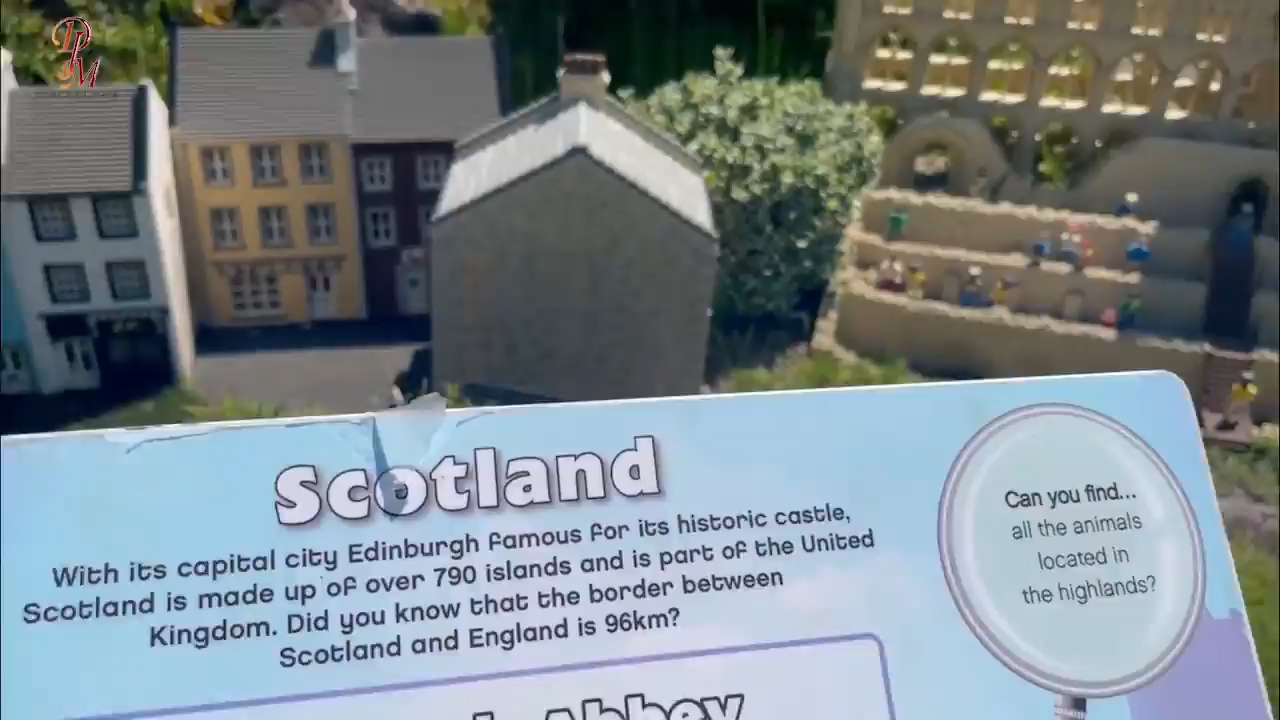 Scotland
With its capital city Edinburgh famous for its historic castle,
Scotland is made up of over 790 islands and is part of the United
Kingdom. Did you know that the border between
Scotland and England is 96km?
Can you find...
all the animals
located in
the highlands?
Abbey